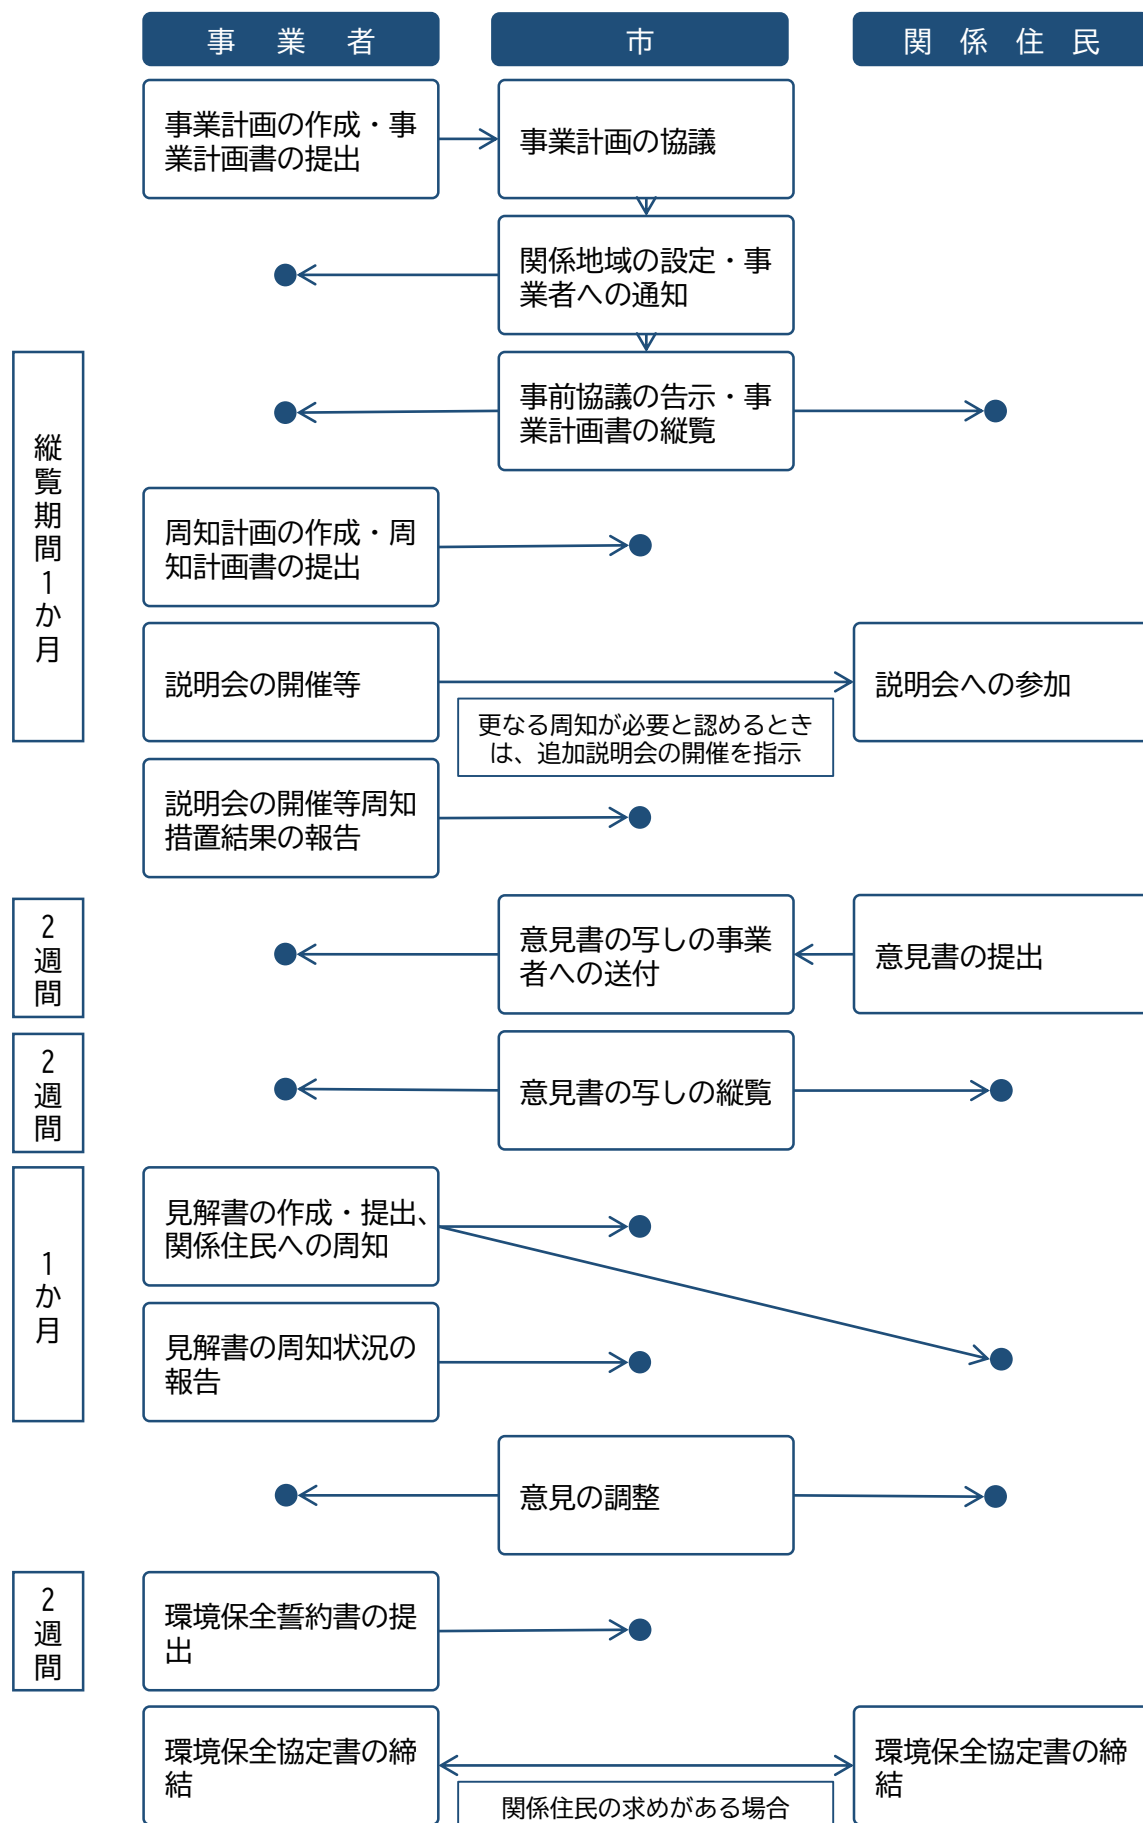 事　業　者
市
関　係　住　民
事業計画の作成・事
業計画書の提出
事業計画の協議
関係地域の設定・事
業者への通知
縦覧期間1か月
事前協議の告示・事
業計画書の縦覧
周知計画の作成・周
知計画書の提出
説明会の開催等
説明会への参加
更なる周知が必要と認めるとき
は、追加説明会の開催を指示
説明会の開催等周知
措置結果の報告
2週間
意見書の写しの事業
者への送付
意見書の提出
2週間
意見書の写しの縦覧
1か月
見解書の作成・提出、
関係住民への周知
見解書の周知状況の
報告
意見の調整
2週間
環境保全誓約書の提
出
環境保全協定書の締
結
環境保全協定書の締
結
関係住民の求めがある場合